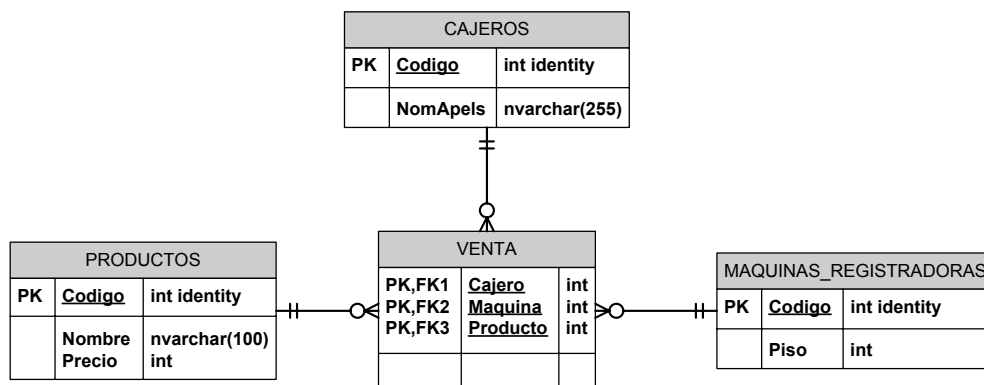 CAJEROS
PK Codigo int identity
NomApels nvarchar(255)
PRODUCTOS
PK Codigo int identity
Nombre nvarchar(100)
Precio int
VENTA
PK,FK1 Cajero int
PK,FK2 Maquina int
PK,FK3 Producto int
MAQUINAS_REGISTRADORAS
PK Codigo int identity
Piso int